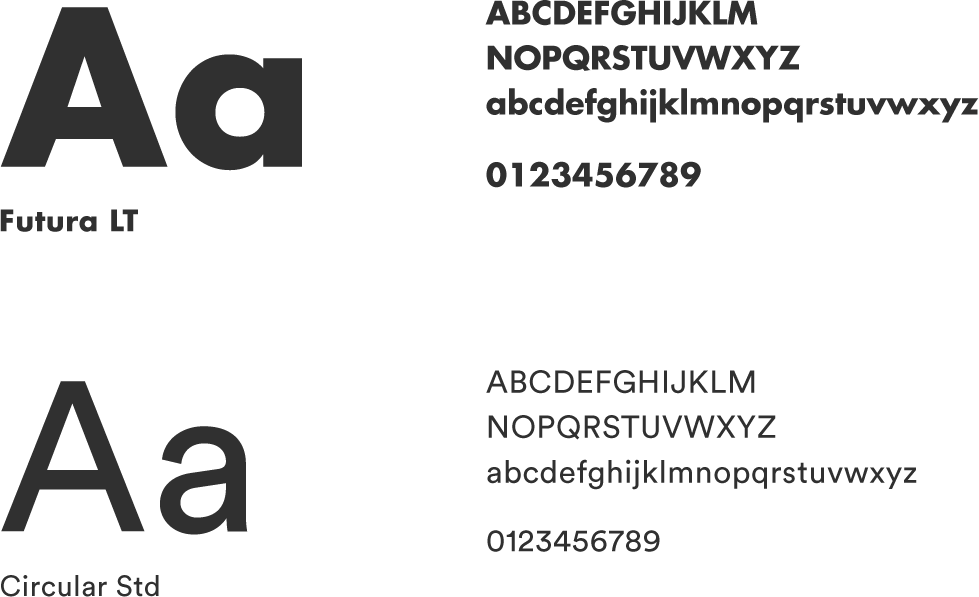 Aa
Futura LT
ABCDEFGHIJKLM
NOPQRSTUVWXYZ
abcdefghijklmnopqrstuvwxyz
0123456789
Aa
Circular Std
ABCDEFGHIJKLM
NOPQRSTUVWXYZ
abcdefghijklmnopqrstuvwxyz
0123456789